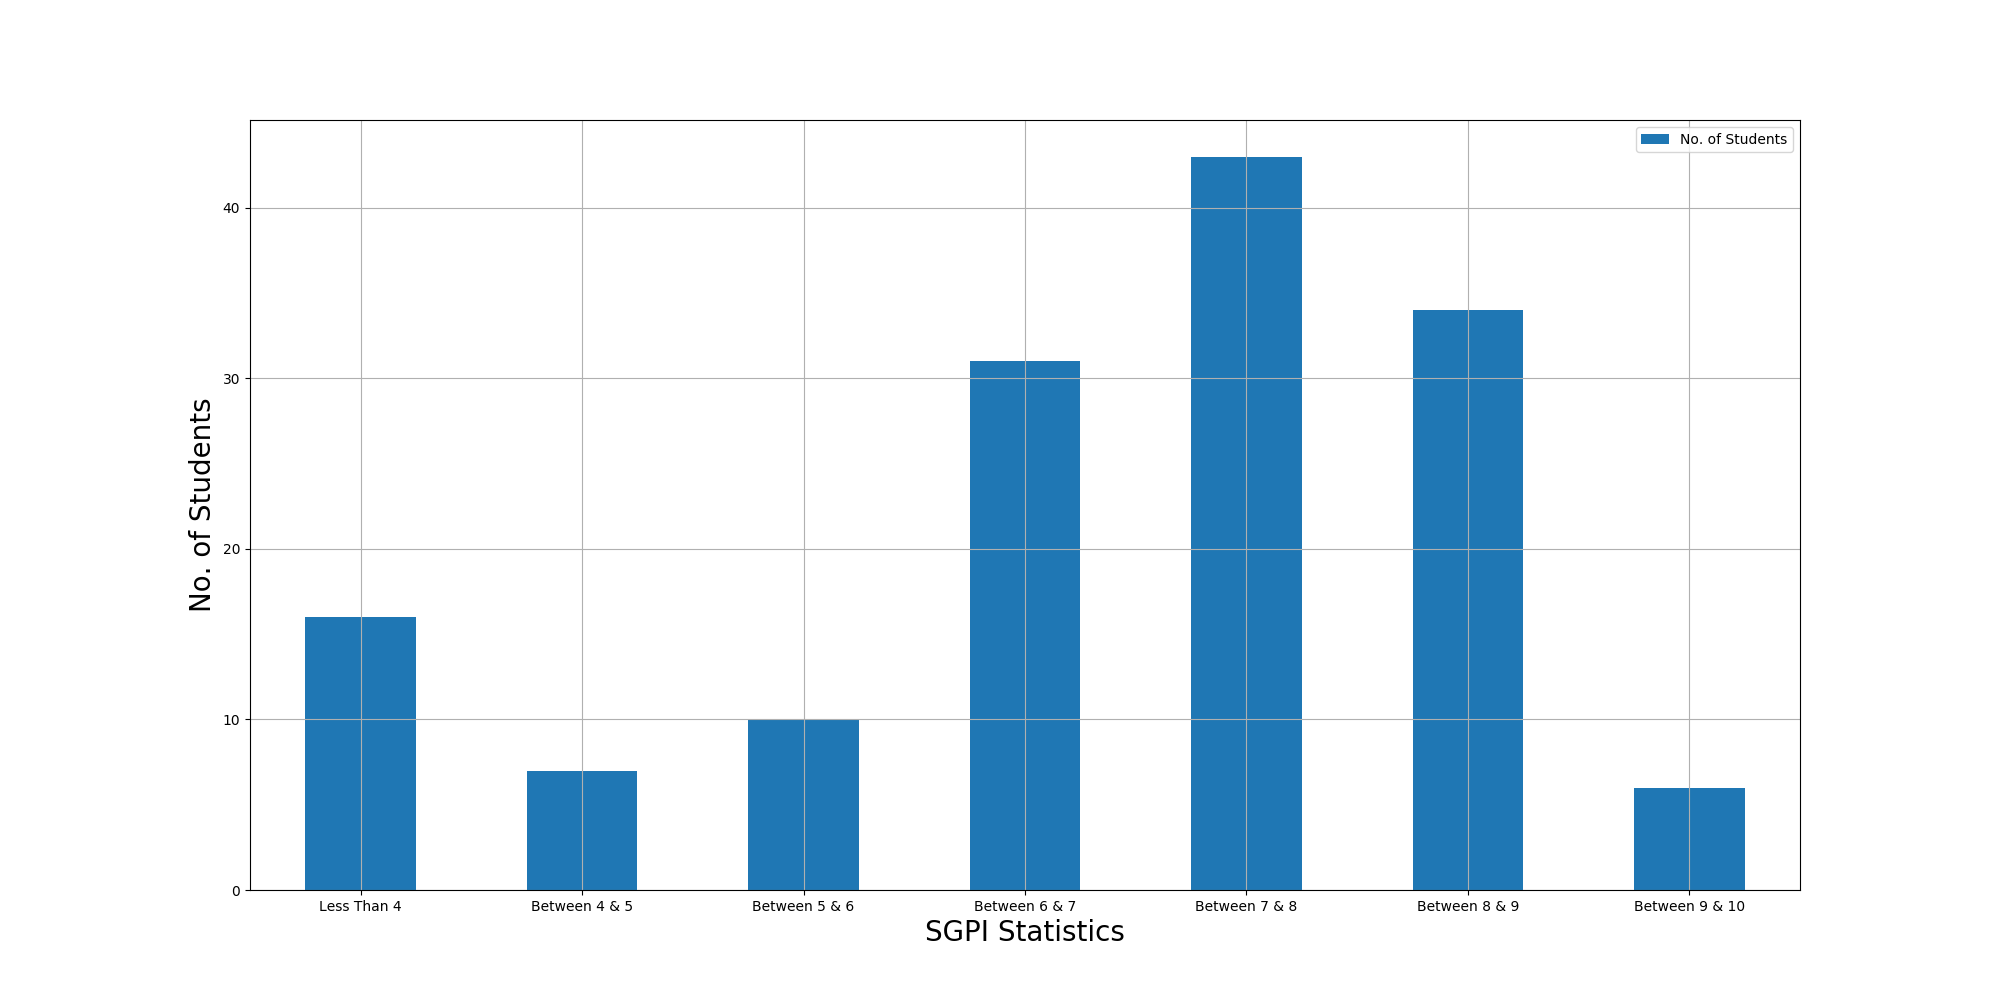 No. of Students
40
30
20
10
0
No. of Students
Less Than 4
Between 4 & 5
Between 5 & 6
Between 6 & 7
Between 7 & 8
Between 8 & 9
Between 9 & 10
SGPI Statistics